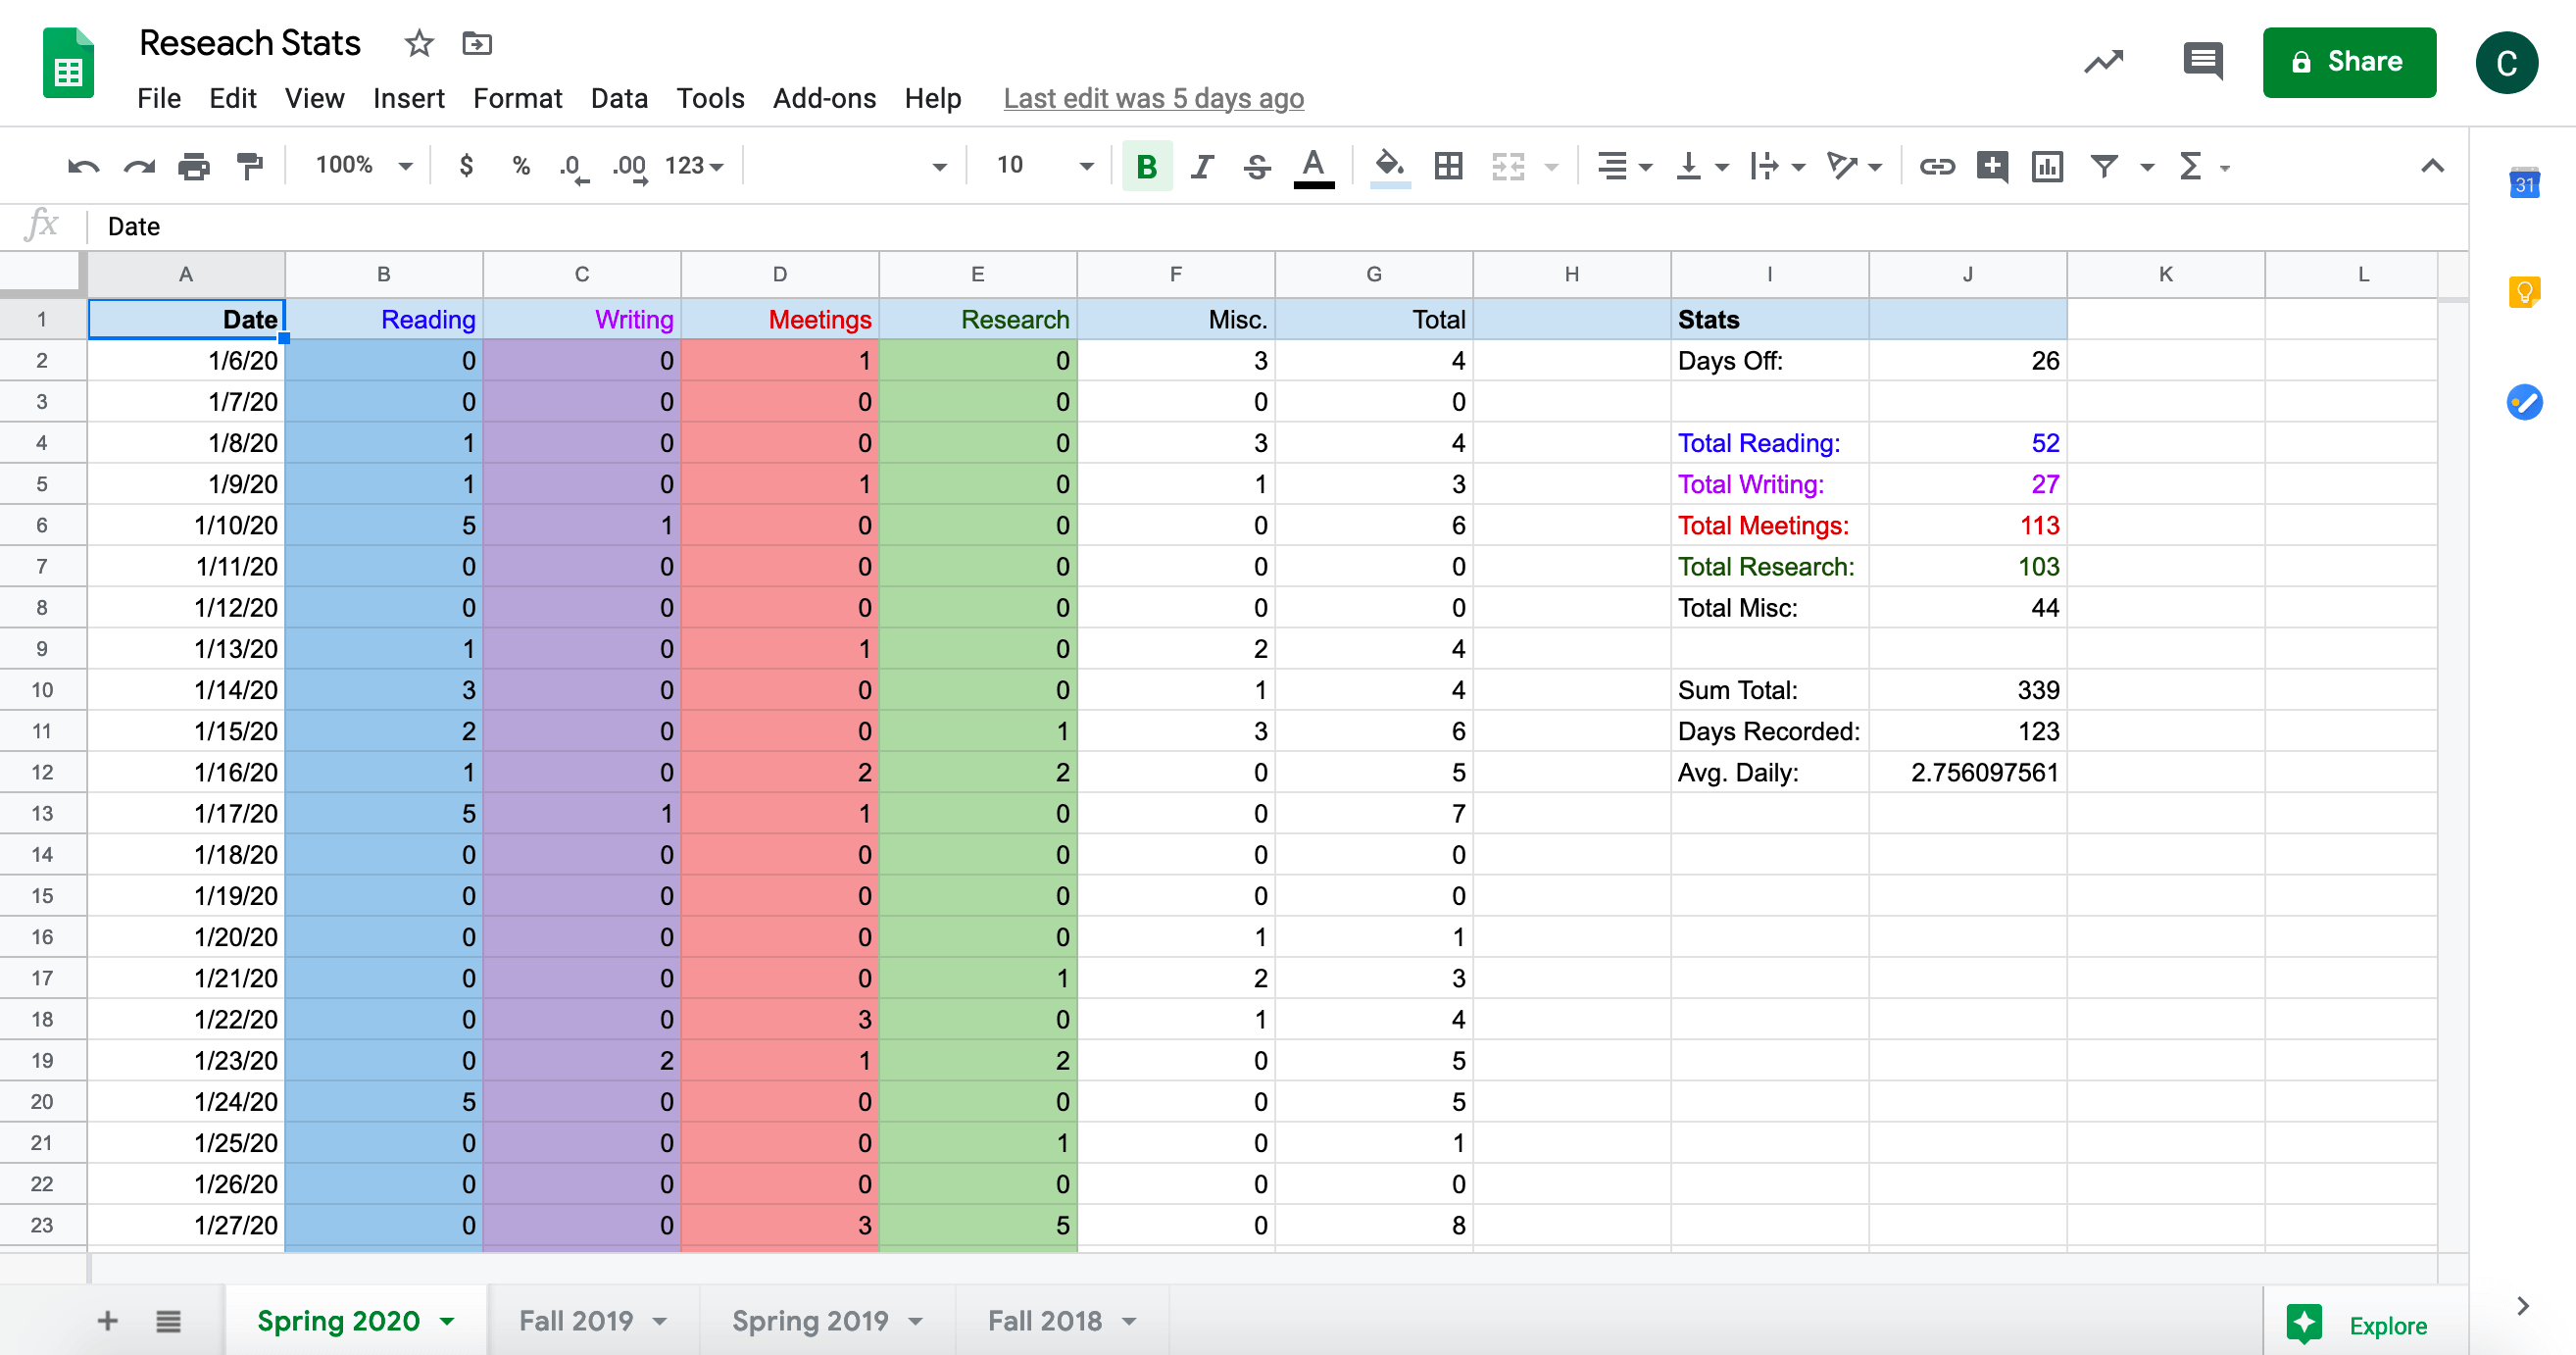 Reseach Stats
File Edit View Insert Format Data Tools Add-ons Help Last edit was 5 days ago
Share
C
100% $ % .0 .00 123 10 B I S A Σ
31
fx Date
A B C D E F G H I J K L
1 Date Reading Writing Meetings Research Misc. Total Stats
2 1/6/20 0 0 1 0 3 4 Days Off: 26
3 1/7/20 0 0 0 0 0 0
4 1/8/20 1 0 0 0 3 4 Total Reading: 52
5 1/9/20 1 0 1 0 1 3 Total Writing: 27
6 1/10/20 5 1 0 0 0 6 Total Meetings: 113
7 1/11/20 0 0 0 0 0 0 Total Research: 103
8 1/12/20 0 0 0 0 0 0 Total Misc: 44
9 1/13/20 1 0 1 0 2 4
10 1/14/20 3 0 0 0 1 4 Sum Total: 339
11 1/15/20 2 0 0 1 3 6 Days Recorded: 123
12 1/16/20 1 0 2 2 0 5 Avg. Daily: 2.756097561
13 1/17/20 5 1 1 0 0 7
14 1/18/20 0 0 0 0 0 0
15 1/19/20 0 0 0 0 0 0
16 1/20/20 0 0 0 0 1 1
17 1/21/20 0 0 0 1 2 3
18 1/22/20 0 0 3 0 1 4
19 1/23/20 0 2 1 2 0 5
20 1/24/20 5 0 0 0 0 5
21 1/25/20 0 0 0 1 0 1
22 1/26/20 0 0 0 0 0 0
23 1/27/20 0 0 3 5 0 8
Spring 2020 Fall 2019 Spring 2019 Fall 2018 Explore